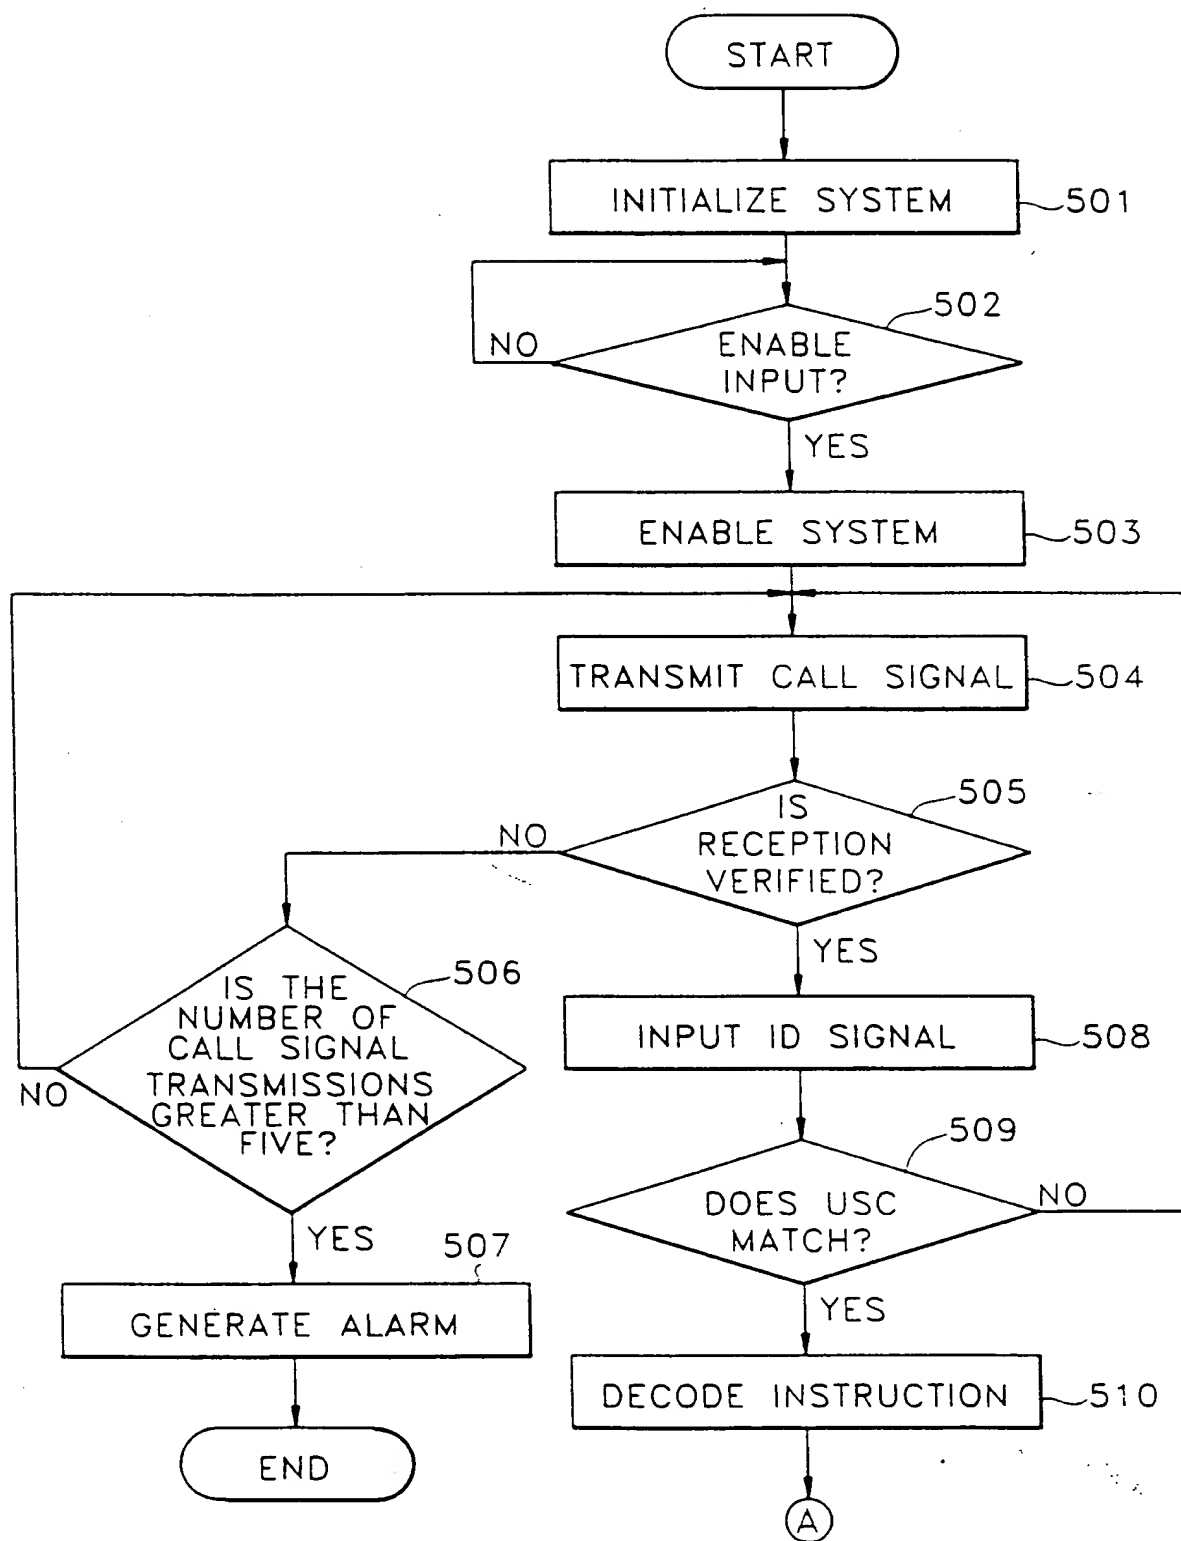 START
INITIALIZE SYSTEM
501
502
ENABLE
INPUT?
NO
YES
ENABLE SYSTEM
503
TRANSMIT CALL SIGNAL
504
505
IS
RECEPTION
VERIFIED?
NO
YES
506
IS THE
NUMBER OF
CALL SIGNAL
TRANSMISSIONS
GREATER THAN
FIVE?
NO
YES
INPUT ID SIGNAL
508
509
DOES USC
MATCH?
NO
YES
507
GENERATE ALARM
DECODE INSTRUCTION
510
END
A